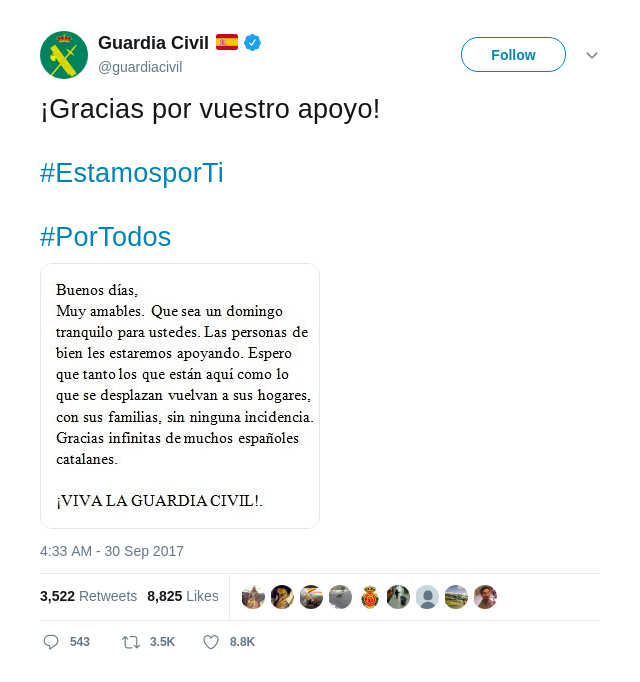 Guardia Civil
@guardiacivil
Follow
¡Gracias por vuestro apoyo!
#EstamosporTi
#PorTodos
Buenos días,
Muy amables. Que sea un domingo
tranquilo para ustedes. Las personas de
bien les estaremos apoyando. Espero
que tanto los que están aquí como lo
que se desplazan vuelvan a sus hogares,
con sus familias, sin ninguna incidencia.
Gracias infinitas de muchos españoles
catalanes.
¡VIVA LA GUARDIA CIVIL!.
4:33 AM - 30 Sep 2017
3,522 Retweets 8,825 Likes
543 3.5K 8.8K